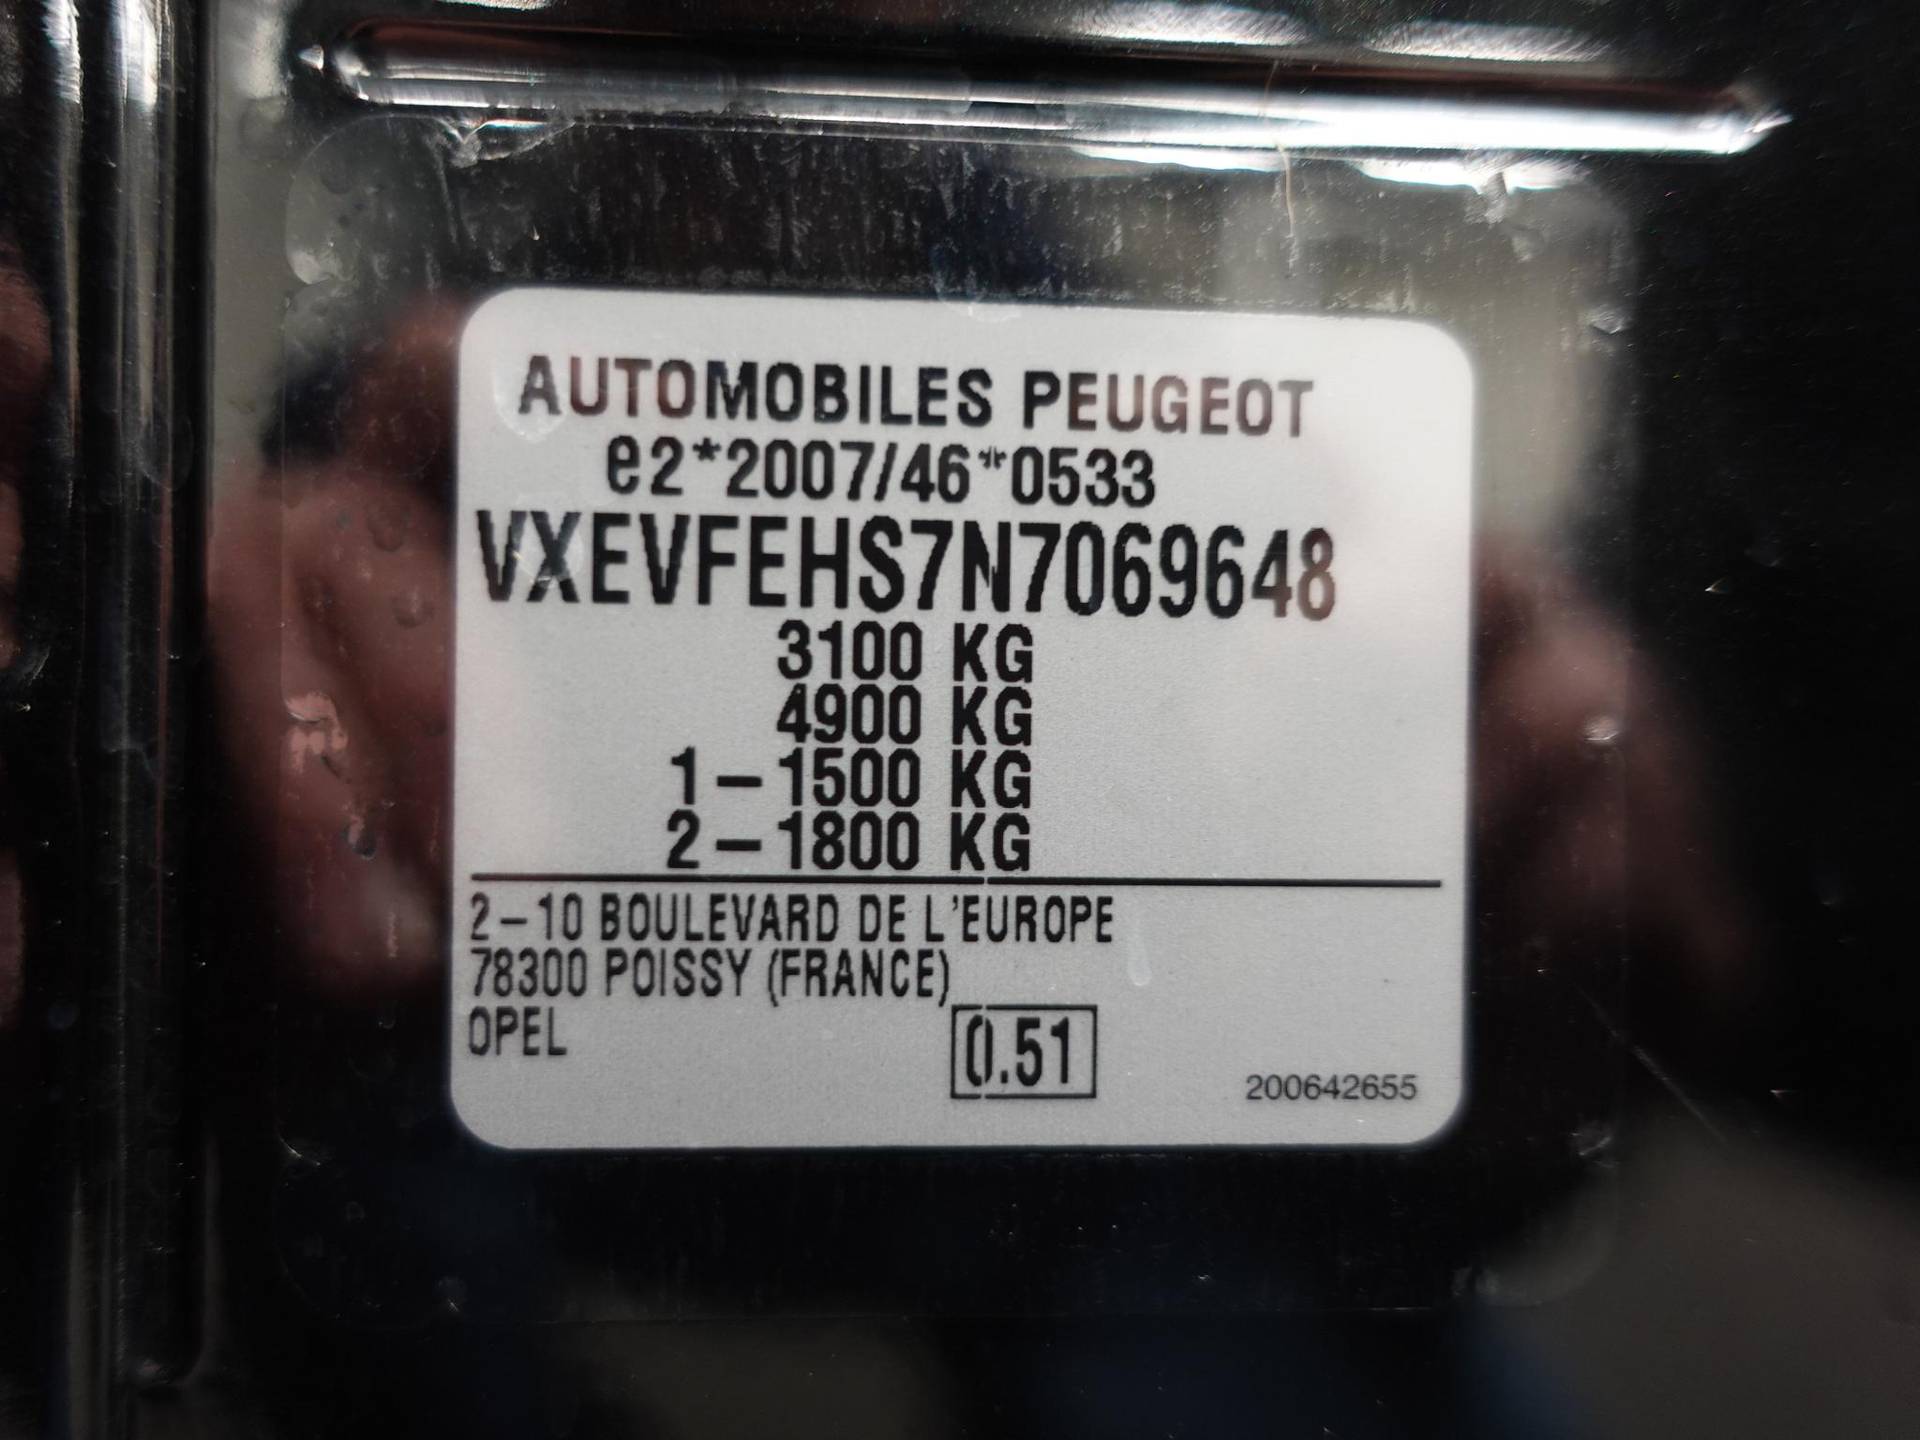 AUTOMOBILES PEUGEOT
e2*2007/46*0533
VXEVFEHS7N7069648
3100 KG
4900 KG
1-1500 KG
2-1800 KG
2-10 BOULEVARD DE L'EUROPE
78300 POISSY (FRANCE)
OPEL
0.51
200642655